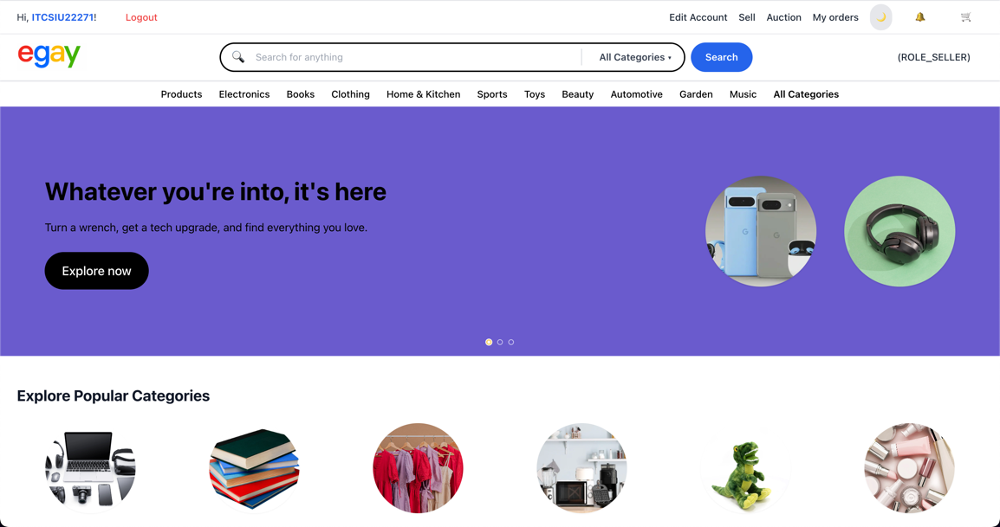 Hi, ITCSIU22271! Logout Edit Account Sell Auction My orders
egay Search for anything All Categories ▾ Search (ROLE_SELLER)
Products Electronics Books Clothing Home & Kitchen Sports Toys Beauty Automotive Garden Music All Categories
Whatever you're into, it's here
Turn a wrench, get a tech upgrade, and find everything you love.
Explore now
G G
Explore Popular Categories